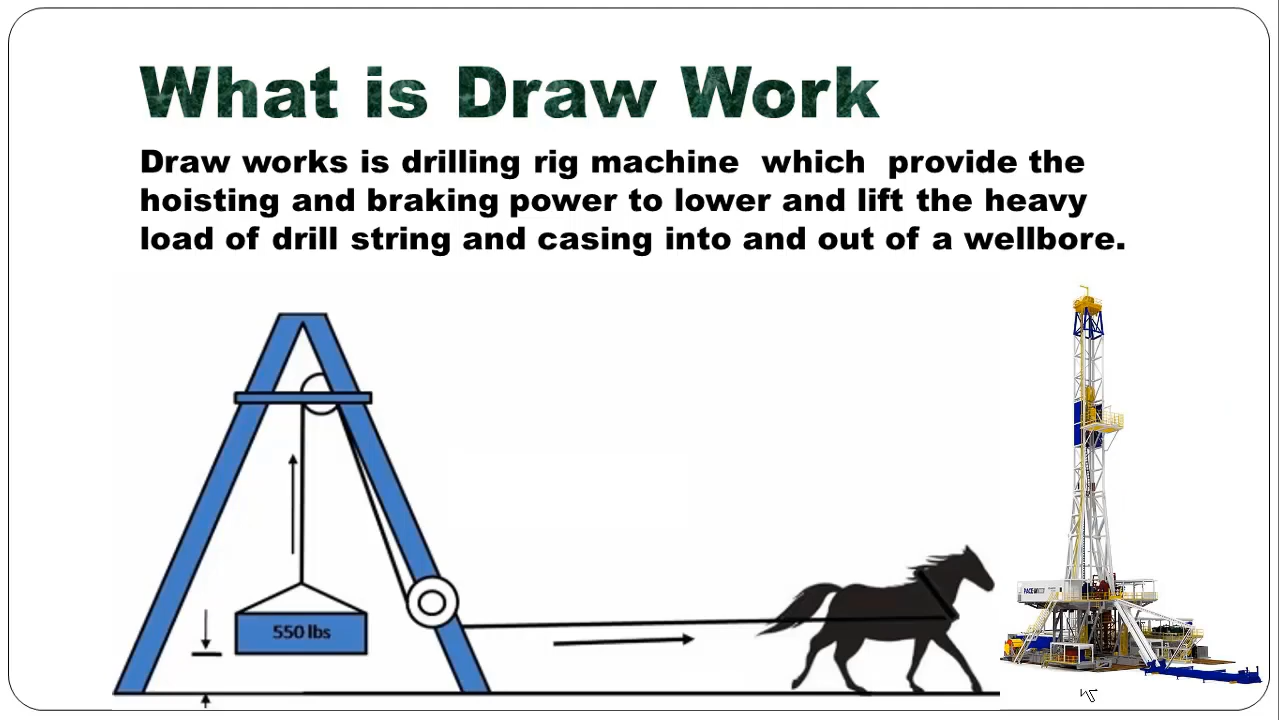 What is Draw Work
Draw works is drilling rig machine  which  provide the
hoisting and braking power to lower and lift the heavy
load of drill string and casing into and out of a wellbore.
550 lbs